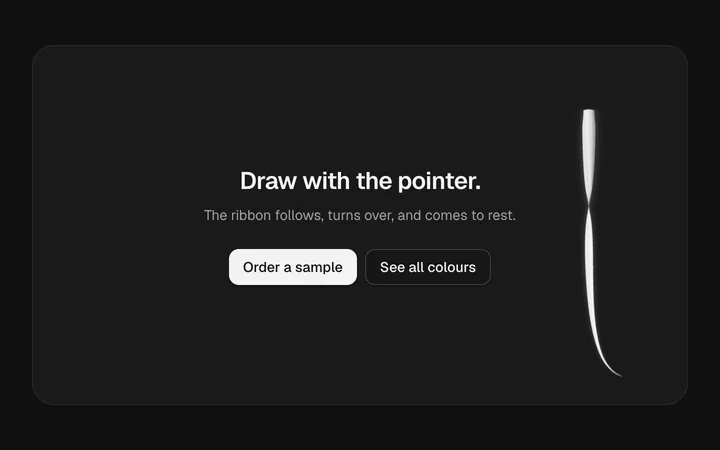 Draw with the pointer.
The ribbon follows, turns over, and comes to rest.
Order a sample
See all colours